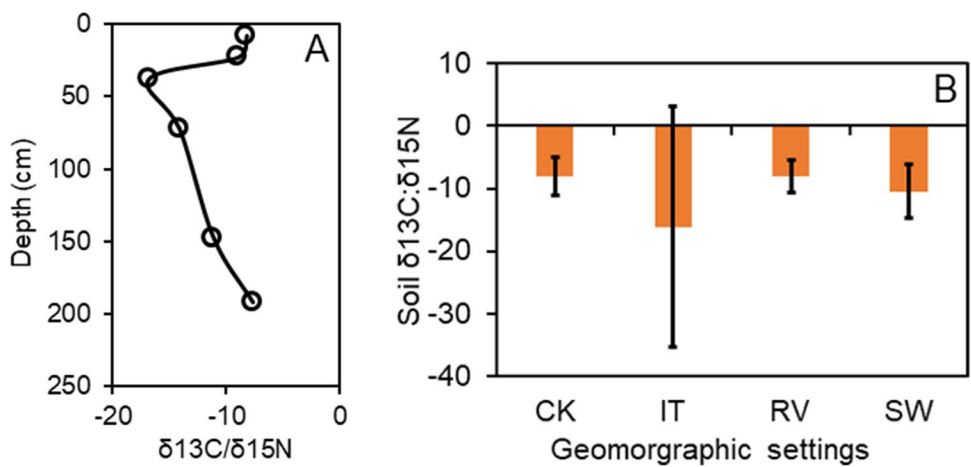 A
0
50
100
150
200
250
Depth (cm)
-20 -10 0
δ13C/δ15N
B
10
0
-10
-20
-30
-40
Soil δ13C:δ15N
CK IT RV SW
Geomorgraphic settings